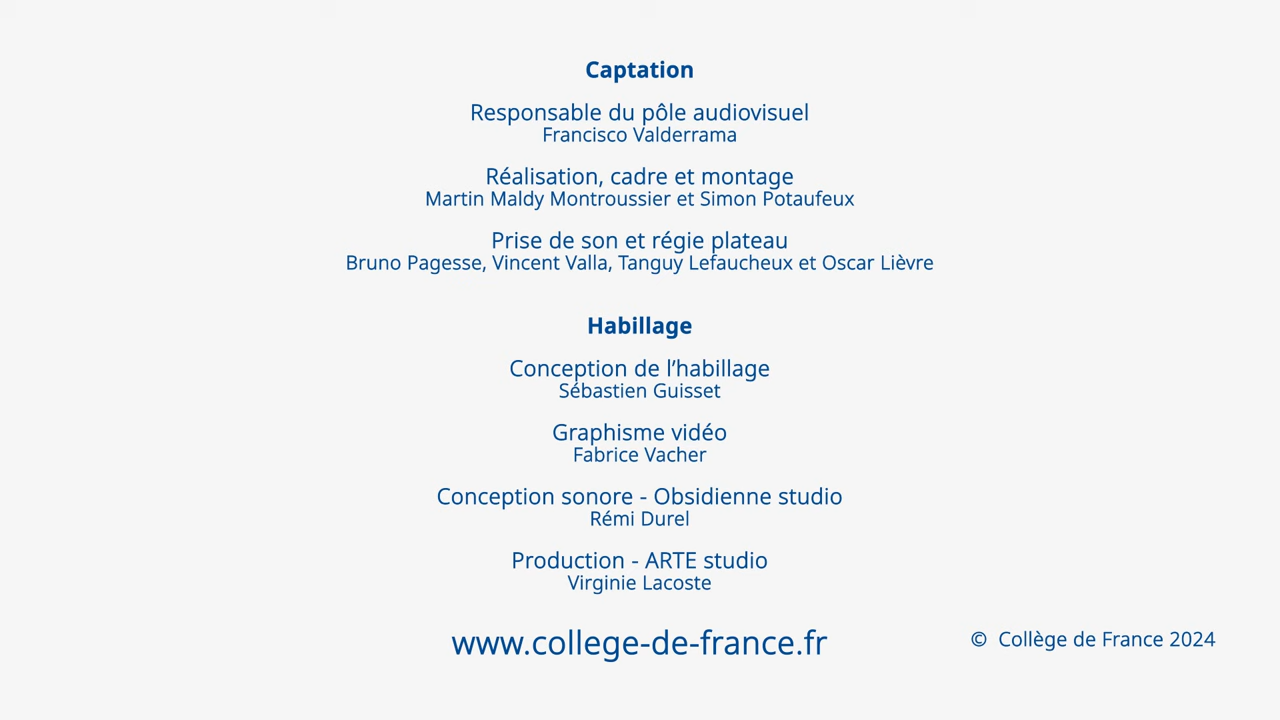 Captation
Responsable du pôle audiovisuel
Francisco Valderrama
Réalisation, cadre et montage
Martin Maldy Montroussier et Simon Potaufeux
Prise de son et régie plateau
Bruno Pagesse, Vincent Valla, Tanguy Lefaucheux et Oscar Lièvre
Habillage
Conception de l’habillage
Sébastien Guisset
Graphisme vidéo
Fabrice Vacher
Conception sonore - Obsidienne studio
Rémi Durel
Production - ARTE studio
Virginie Lacoste
www.college-de-france.fr
© Collège de France 2024